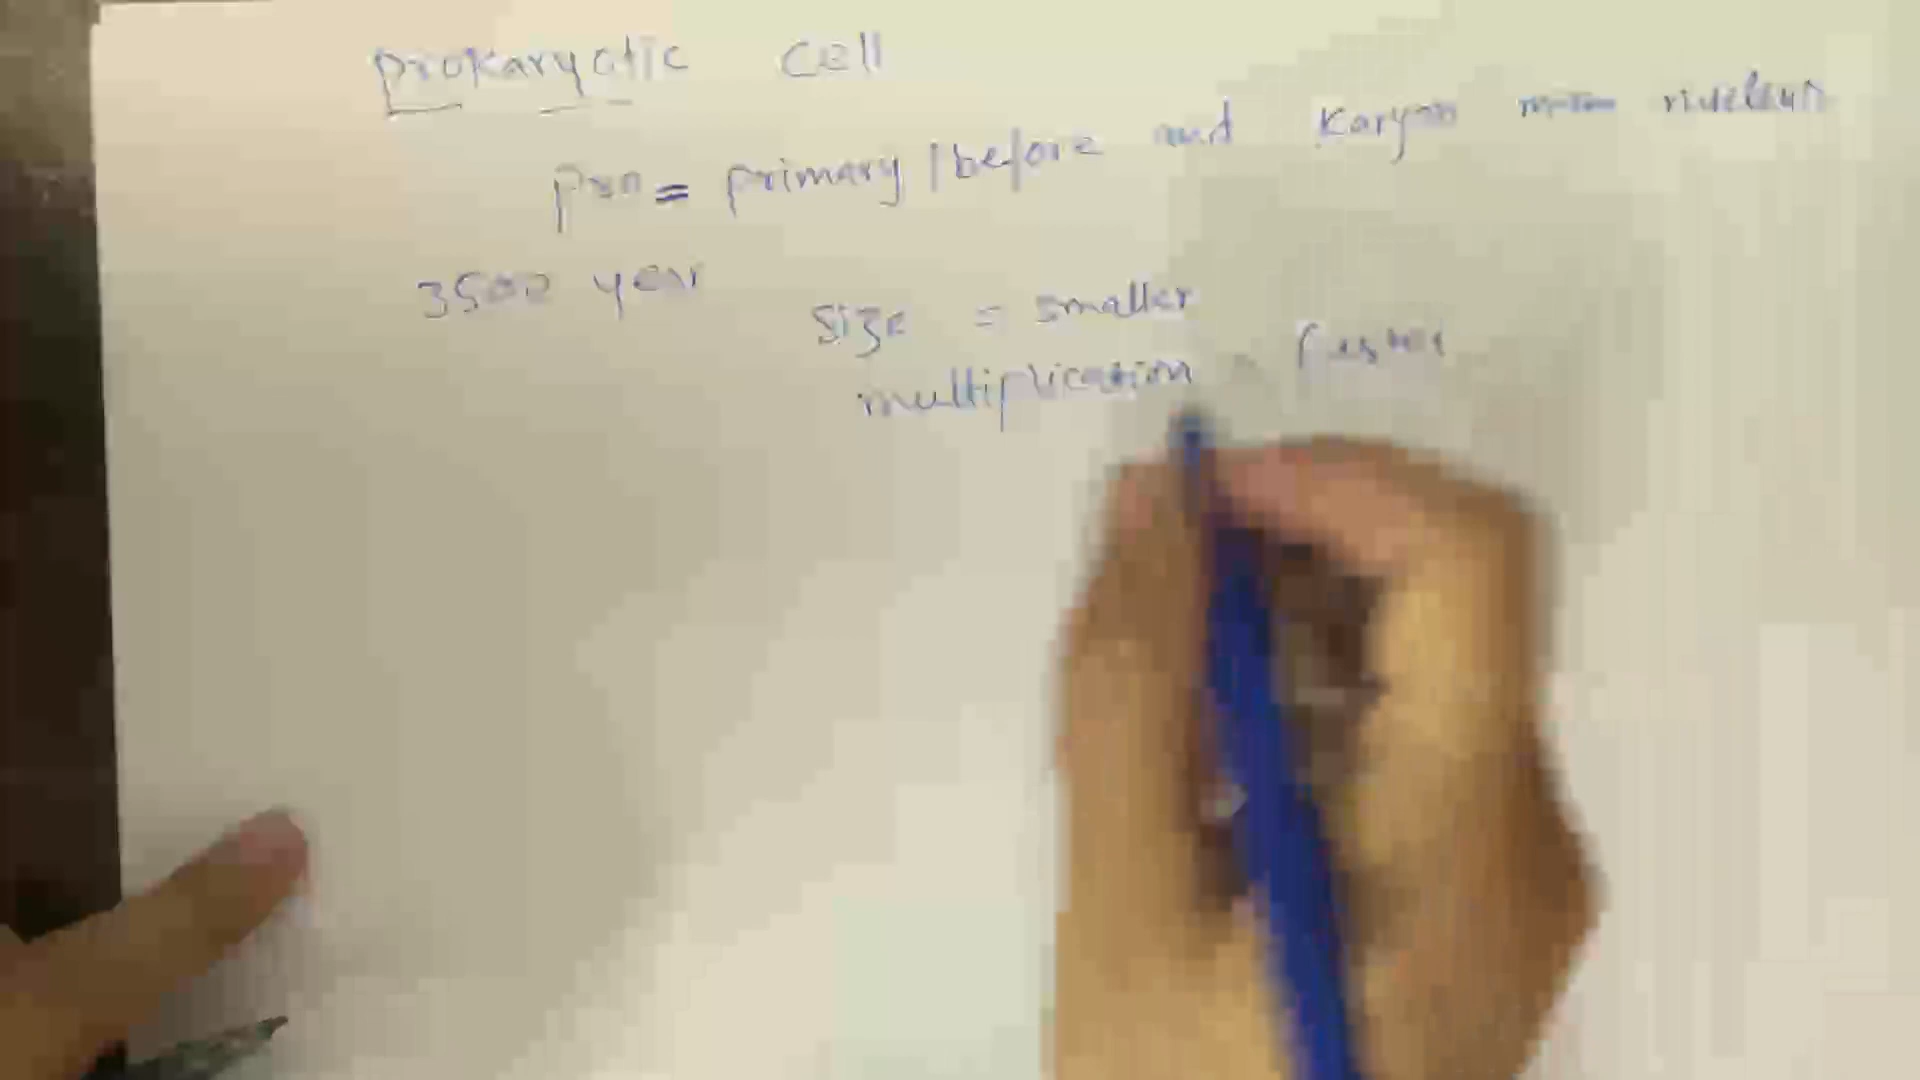 prokaryotic cell
pro = primary / before and karyon nucleus
3500 year
size = smaller
multiplication faster